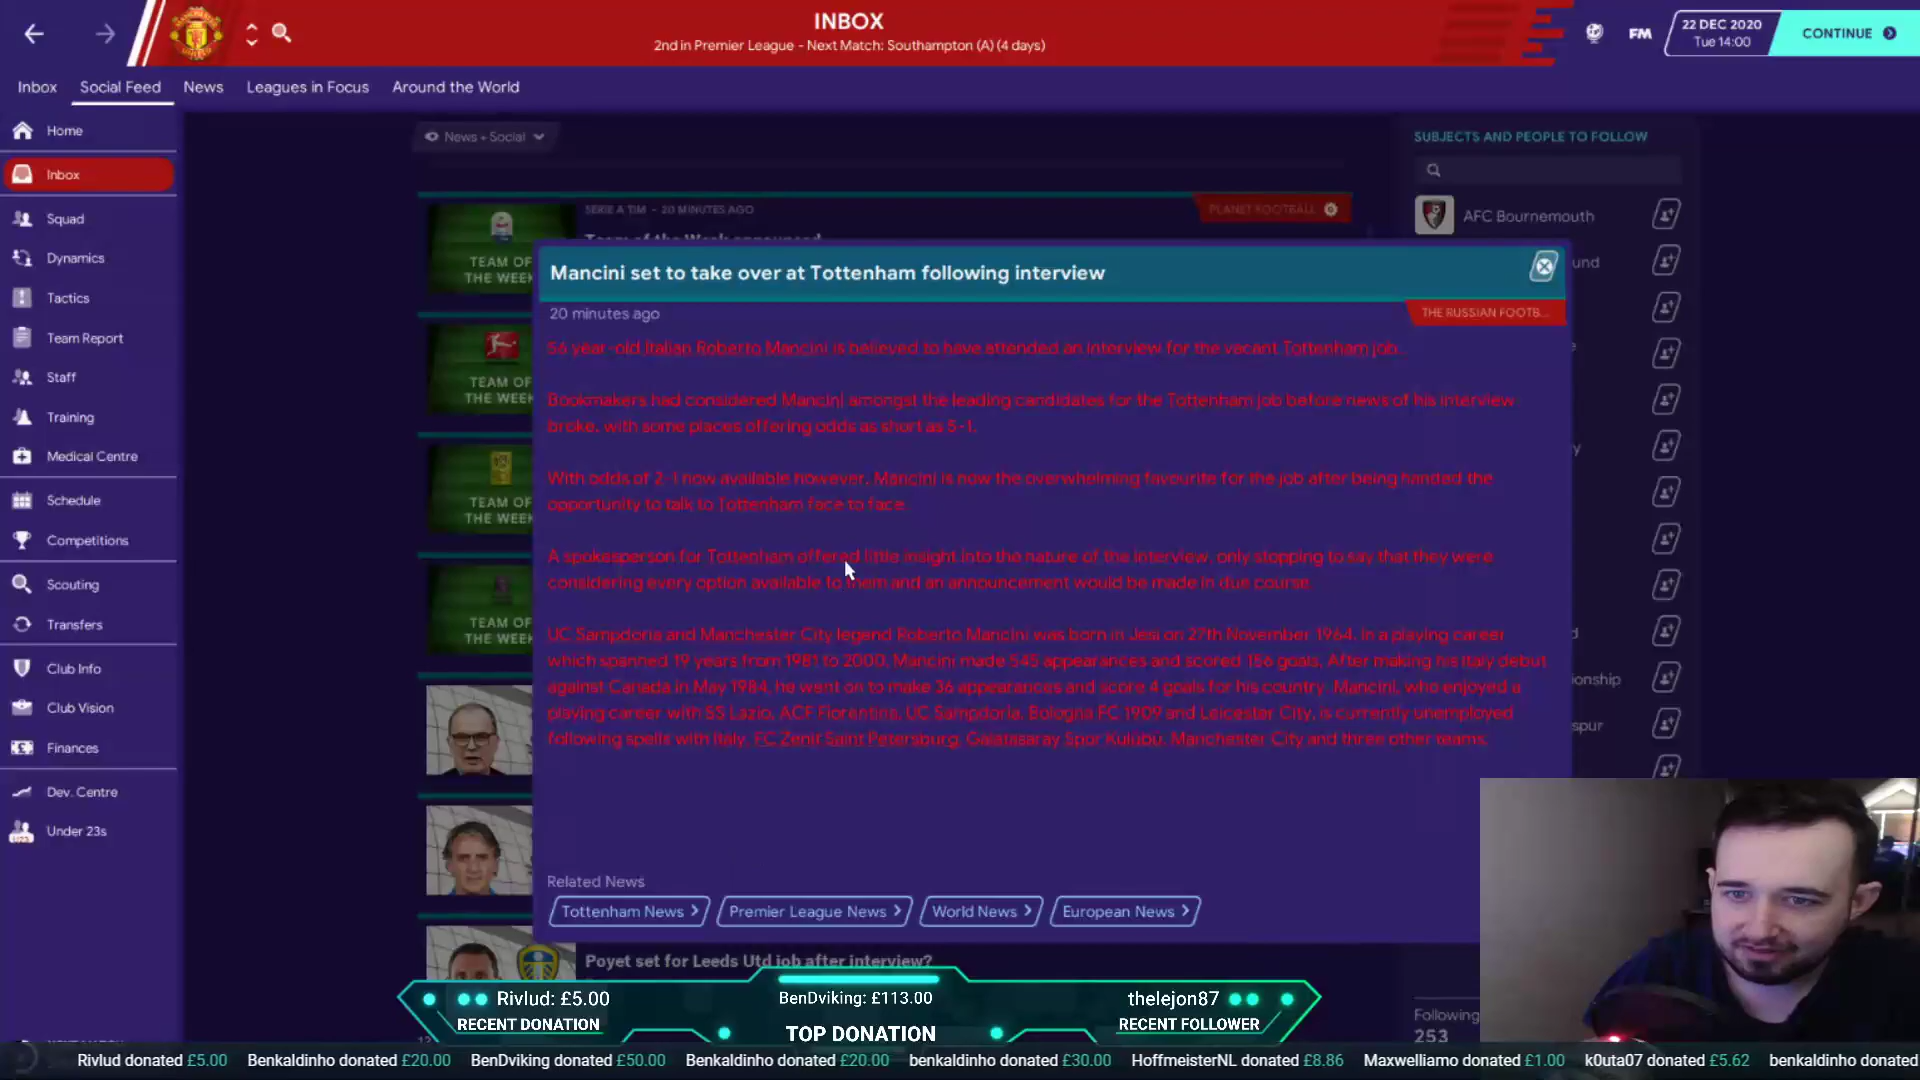 INBOX
2nd in Premier League - Next Match: Southampton (A) (4 days)
FM
22 DEC 2020
Tue 14:00
CONTINUE
Inbox
Social Feed
News
Leagues in Focus
Around the World
Home
Inbox
Squad
Dynamics
Tactics
Team Report
Staff
Training
Medical Centre
Schedule
Competitions
Scouting
Transfers
Club Info
Club Vision
Finances
Dev. Centre
Under 23s
News + Social
SERIE A TIM - 20 MINUTES AGO
PLANET FOOTBALL
Team of the Week announced
TEAM OF
THE WEEK
TEAM OF
THE WEEK
TEAM OF
THE WEEK
TEAM OF
THE WEEK
SUBJECTS AND PEOPLE TO FOLLOW
AFC Bournemouth
und
e
y
d
onship
spur
Mancini set to take over at Tottenham following interview
20 minutes ago
THE RUSSIAN FOOTB...
56 year-old Italian Roberto Mancini is believed to have attended an interview for the vacant Tottenham job.
Bookmakers had considered Mancini amongst the leading candidates for the Tottenham job before news of his interview
broke, with some places offering odds as short as 5-1.
With odds of 2-1 now available however, Mancini is now the overwhelming favourite for the job after being handed the
opportunity to talk to Tottenham face to face.
A spokesperson for Tottenham offered little insight into the nature of the interview, only stopping to say that they were
considering every option available to them and an announcement would be made in due course.
UC Sampdoria and Manchester City legend Roberto Mancini was born in Jesi on 27th November 1964. In a playing career
which spanned 19 years from 1981 to 2000, Mancini made 545 appearances and scored 156 goals. After making his Italy debut
against Canada in May 1984, he went on to make 36 appearances and score 4 goals for his country. Mancini, who enjoyed a
playing career with SS Lazio, ACF Fiorentina, UC Sampdoria, Bologna FC 1909 and Leicester City, is currently unemployed
following spells with Italy, FC Zenit Saint Petersburg, Galatasaray Spor Kulübü, Manchester City and three other teams.
Related News
Tottenham News
Premier League News
World News
European News
Poyet set for Leeds Utd job after interview?
Following
253
Rivlud: £5.00
RECENT DONATION
BenDviking: £113.00
TOP DONATION
thelejon87
RECENT FOLLOWER
Rivlud donated £5.00
Benkaldinho donated £20.00
BenDviking donated £50.00
Benkaldinho donated £20.00
benkaldinho donated £30.00
HoffmeisterNL donated £8.86
Maxwelliamo donated £1.00
k0uta07 donated £5.62
benkaldinho donated